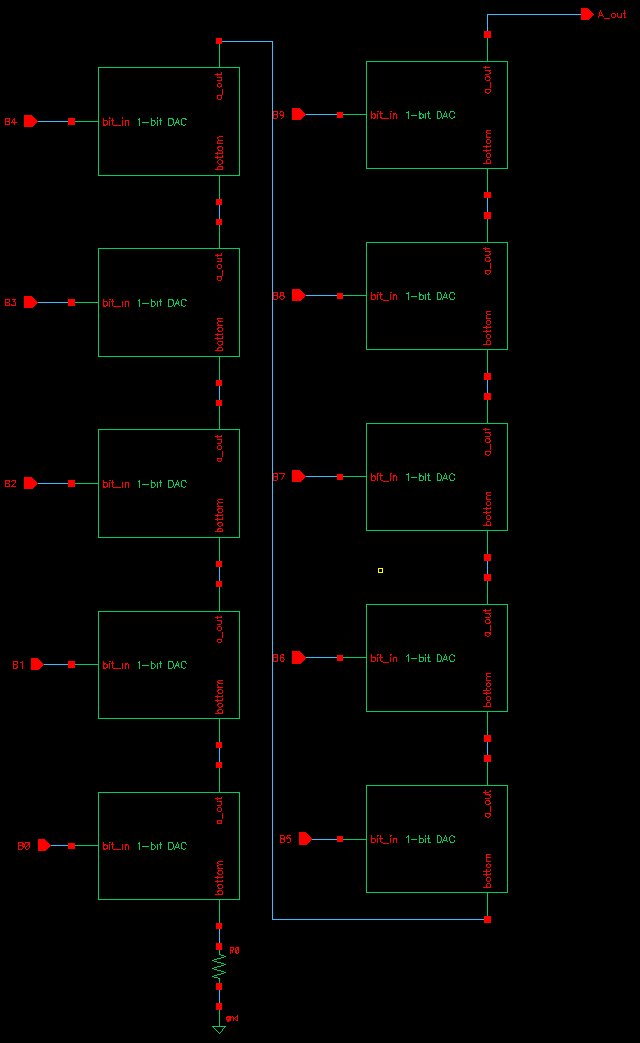 A_out
a_out
B4
bit_in 1-bit DAC
bottom
a_out
B3
bit_in 1-bit DAC
bottom
a_out
B2
bit_in 1-bit DAC
bottom
a_out
B1
bit_in 1-bit DAC
bottom
a_out
B0
bit_in 1-bit DAC
bottom
R0
gnd
a_out
B9
bit_in 1-bit DAC
bottom
a_out
B8
bit_in 1-bit DAC
bottom
a_out
B7
bit_in 1-bit DAC
bottom
a_out
B6
bit_in 1-bit DAC
bottom
a_out
B5
bit_in 1-bit DAC
bottom